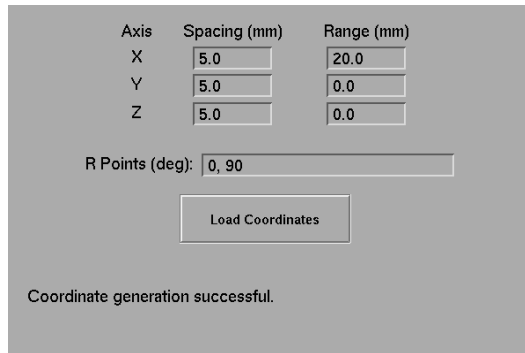 Axis Spacing (mm) Range (mm)
X 5.0 20.0
Y 5.0 0.0
Z 5.0 0.0
R Points (deg): 0, 90
Load Coordinates
Coordinate generation successful.